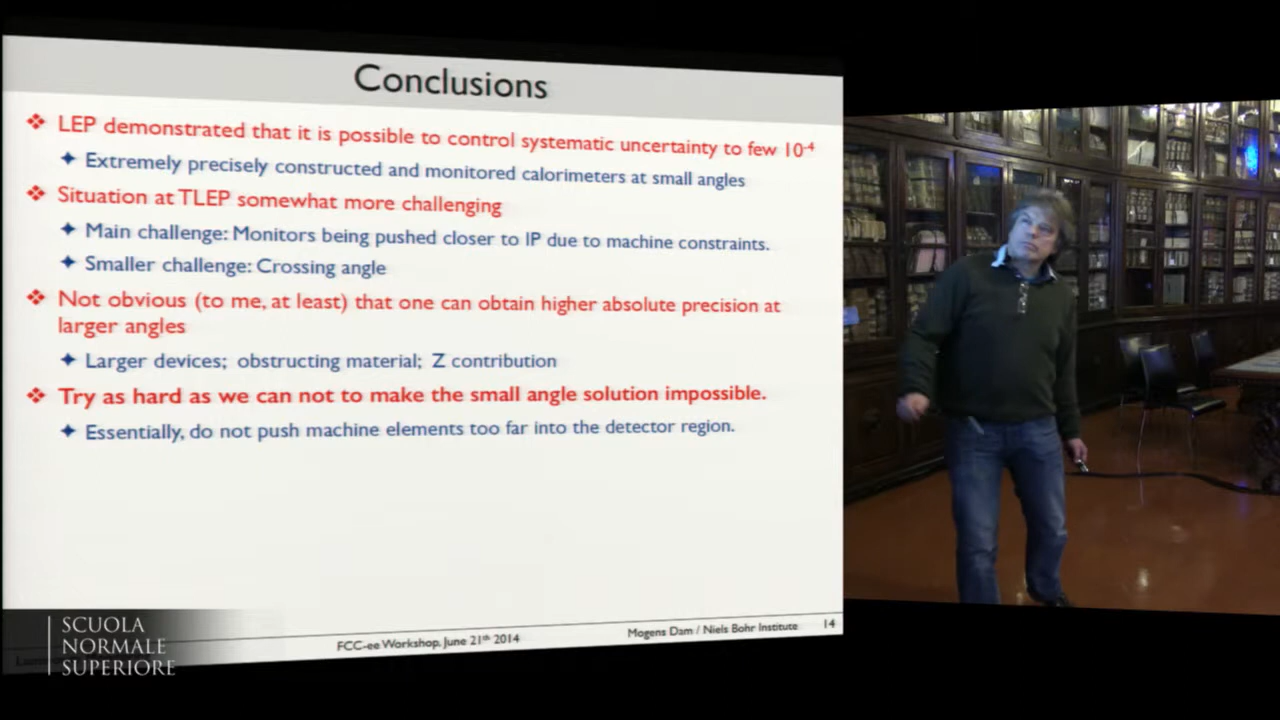 Conclusions
❖ LEP demonstrated that it is possible to control systematic uncertainty to few 10⁻⁴
✦ Extremely precisely constructed and monitored calorimeters at small angles
❖ Situation at TLEP somewhat more challenging
✦ Main challenge: Monitors being pushed closer to IP due to machine constraints.
✦ Smaller challenge: Crossing angle
❖ Not obvious (to me, at least) that one can obtain higher absolute precision at
larger angles
✦ Larger devices; obstructing material; Z contribution
❖ Try as hard as we can not to make the small angle solution impossible.
✦ Essentially, do not push machine elements too far into the detector region.
FCC-ee Workshop, June 21ᵗʰ 2014
Mogens Dam / Niels Bohr Institute 14
SCUOLA
NORMALE
SUPERIORE